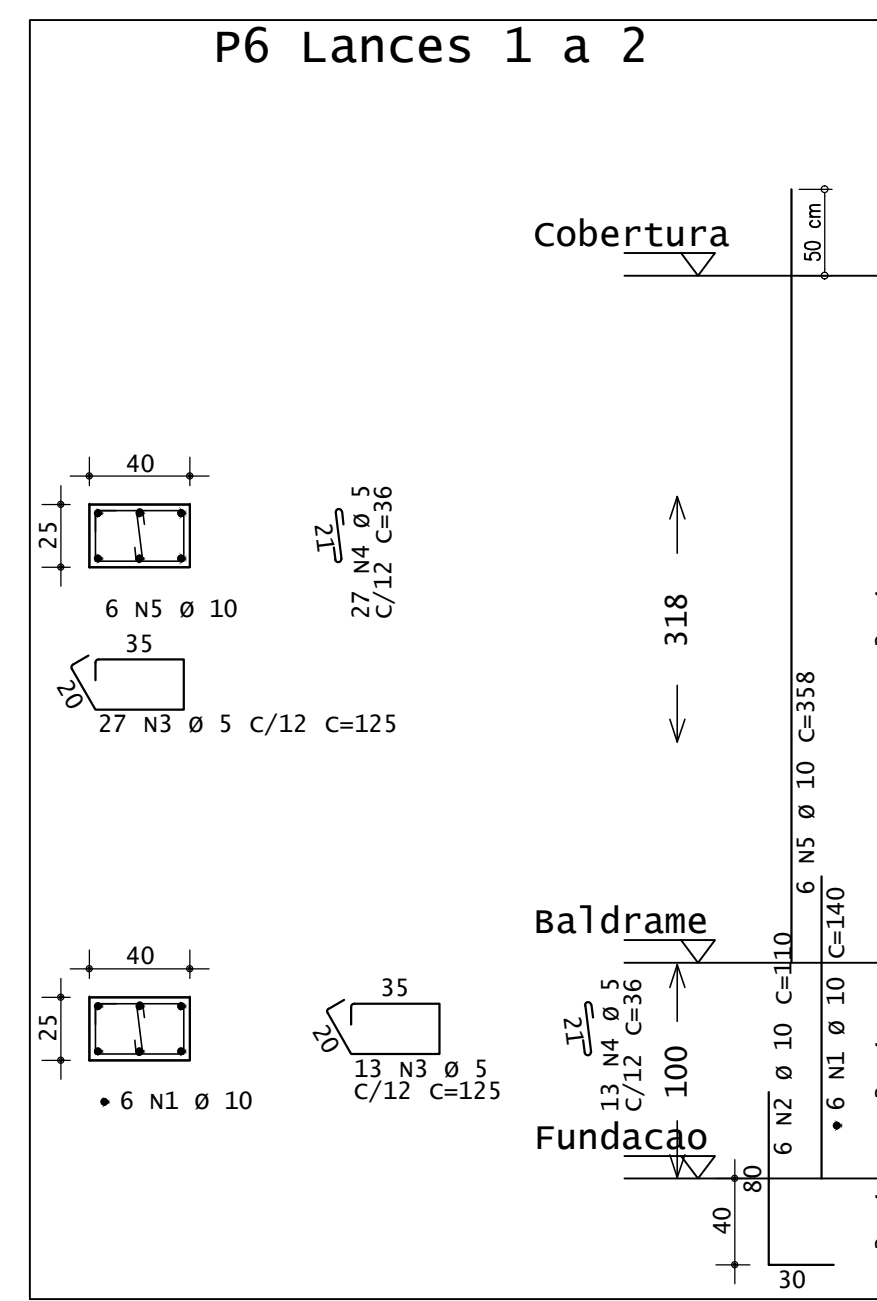 P6 Lances 1 a 2
50 cm
Cobertura
40
25
6 N5 Ø 10
21
27 N4 Ø 5
C/12 C=36
318
35
20
27 N3 Ø 5 C/12 C=125
6 N5 Ø 10 C=358
Baldrame
40
25
6 N1 Ø 10
35
20
13 N3 Ø 5
C/12 C=125
21
13 N4 Ø 5
C/12 C=36
100
6 N2 Ø 10 C=110
6 N1 Ø 10 C=140
Fundacao
80
40
30